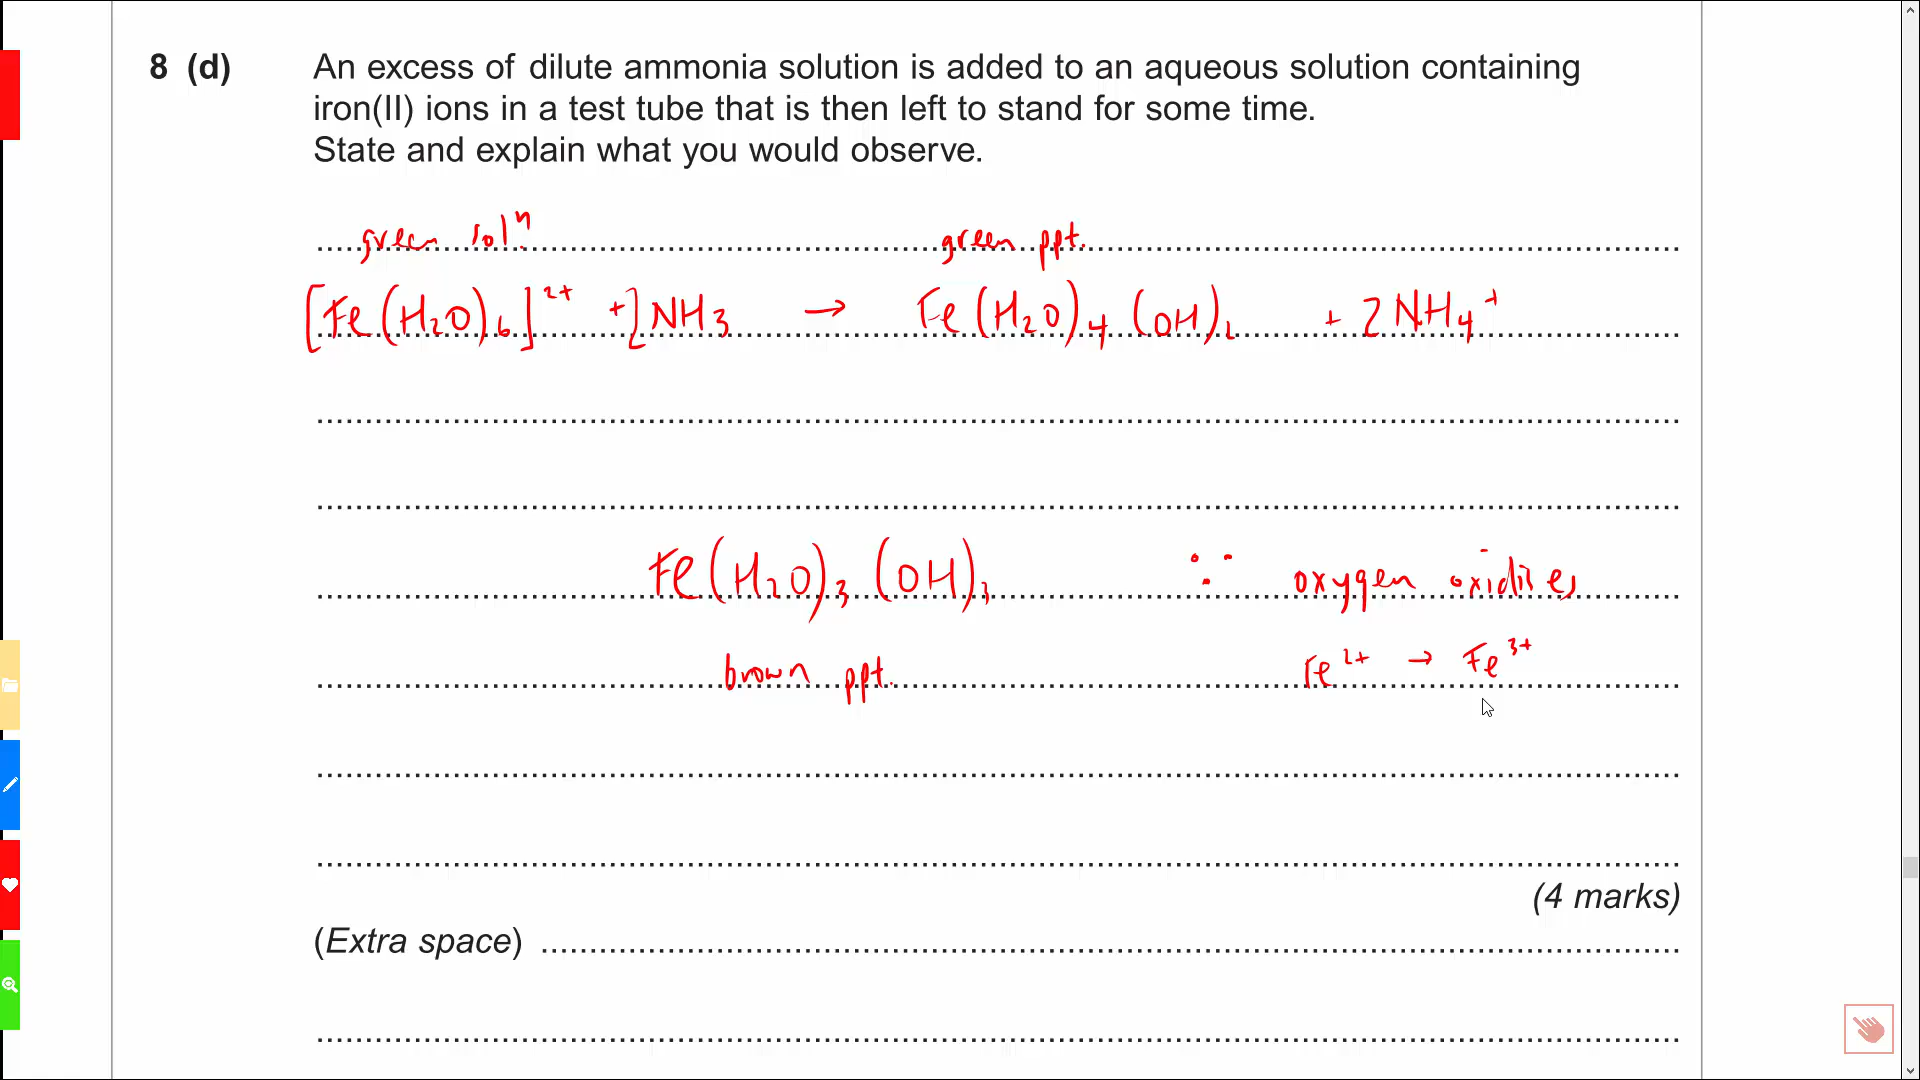 8 (d) An excess of dilute ammonia solution is added to an aqueous solution containing
iron(II) ions in a test tube that is then left to stand for some time.
State and explain what you would observe.
green solⁿ. green ppt.
[Fe(H₂O)₆]²⁺ + 2NH₃ → Fe(H₂O)₄(OH)₂ + 2NH₄⁺
Fe(H₂O)₃(OH)₃ ∵ oxygen oxidises
brown ppt. Fe²⁺ → Fe³⁺
(4 marks)
(Extra space)